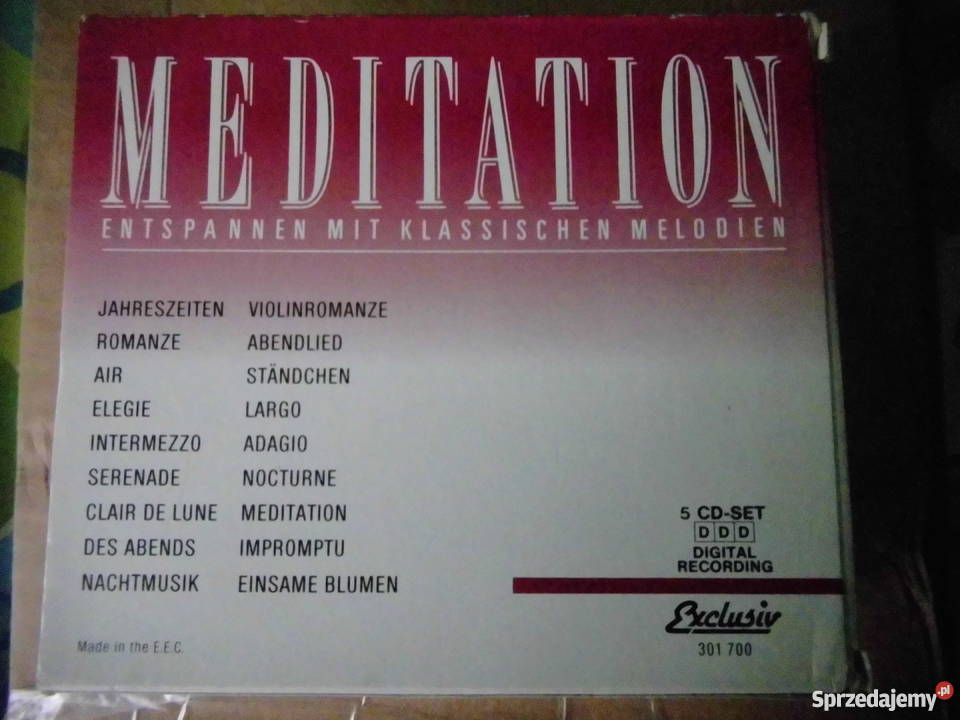 MEDITATION
ENTSPANNEN MIT KLASSISCHEN MELODIEN
JAHRESZEITEN VIOLINROMANZE
ROMANZE ABENDLIED
AIR STÄNDCHEN
ELEGIE LARGO
INTERMEZZO ADAGIO
SERENADE NOCTURNE
CLAIR DE LUNE MEDITATION
DES ABENDS IMPROMPTU
NACHTMUSIK EINSAME BLUMEN
5 CD-SET
DDD
DIGITAL
RECORDING
Exclusiv
301 700
Made in the E.E.C.
Sprzedajemy.pl